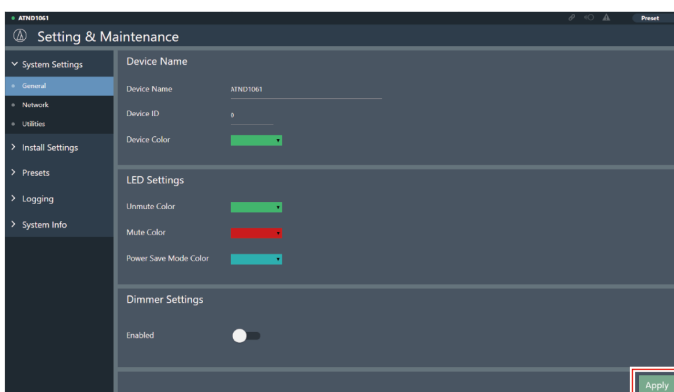 ATND1061
Preset
Setting & Maintenance
System Settings
General
Network
Utilities
Install Settings
Presets
Logging
System Info
Device Name
Device Name ATND1061
Device ID 0
Device Color
LED Settings
Unmute Color
Mute Color
Power Save Mode Color
Dimmer Settings
Enabled
Apply